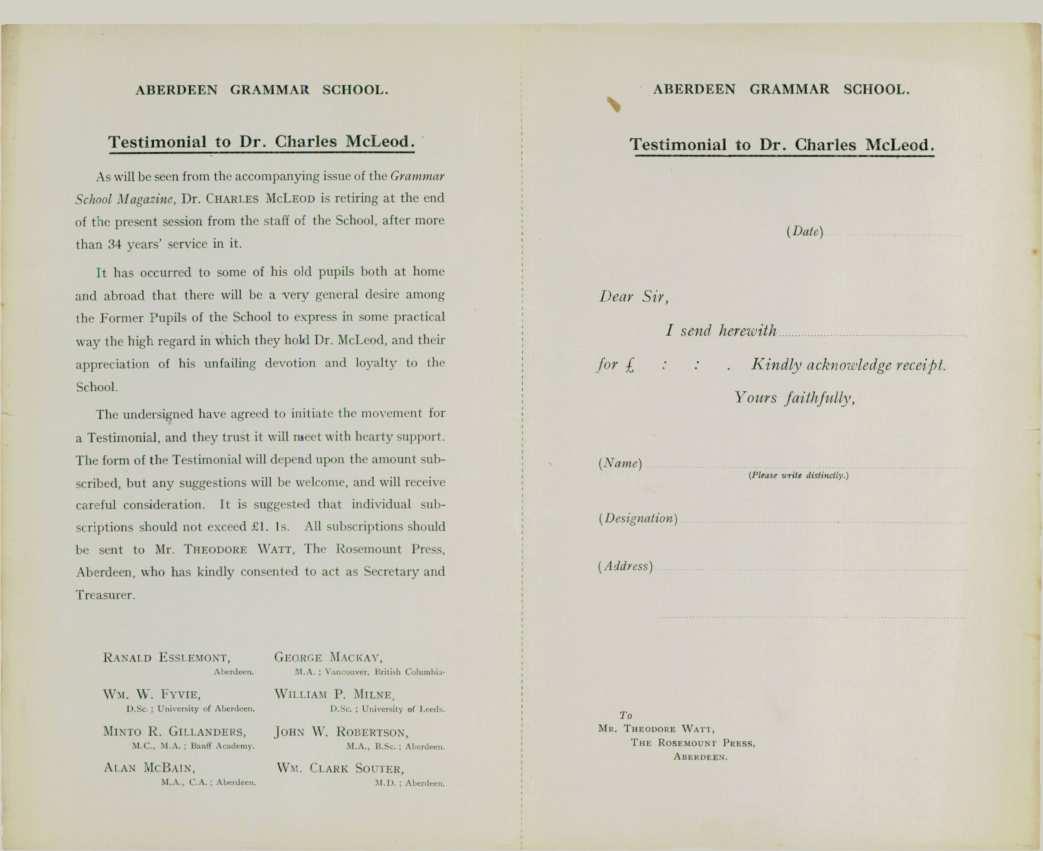 ABERDEEN GRAMMAR SCHOOL.
Testimonial to Dr. Charles McLeod.
As will be seen from the accompanying issue of the Grammar
School Magazine, Dr. CHARLES MCLEOD is retiring at the end
of the present session from the staff of the School, after more
than 34 years' service in it.
It has occurred to some of his old pupils both at home
and abroad that there will be a very general desire among
the Former Pupils of the School to express in some practical
way the high regard in which they hold Dr. McLeod, and their
appreciation of his unfailing devotion and loyalty to the
School.
The undersigned have agreed to initiate the movement for
a Testimonial, and they trust it will meet with hearty support.
The form of the Testimonial will depend upon the amount sub-
scribed, but any suggestions will be welcome, and will receive
careful consideration. It is suggested that individual sub-
scriptions should not exceed £1. 1s. All subscriptions should
be sent to Mr. THEODORE WATT, The Rosemount Press,
Aberdeen, who has kindly consented to act as Secretary and
Treasurer.
RANALD ESSLEMONT,
Aberdeen.
WM. W. FYVIE,
D.Sc. ; University of Aberdeen.
MINTO R. GILLANDERS,
M.C., M.A. ; Banff Academy.
ALAN MCBAIN,
M.A., C.A. ; Aberdeen.
GEORGE MACKAY,
M.A. ; Vancouver, British Columbia.
WILLIAM P. MILNE,
D.Sc. ; University of Leeds.
JOHN W. ROBERTSON,
M.A., B.Sc. ; Aberdeen.
WM. CLARK SOUTER,
M.D. ; Aberdeen.
ABERDEEN GRAMMAR SCHOOL.
Testimonial to Dr. Charles McLeod.
(Date)
Dear Sir,
I send herewith
for £ : : . Kindly acknowledge receipt.
Yours faithfully,
(Name)
(Please write distinctly.)
(Designation)
(Address)
To
MR. THEODORE WATT,
THE ROSEMOUNT PRESS,
ABERDEEN.